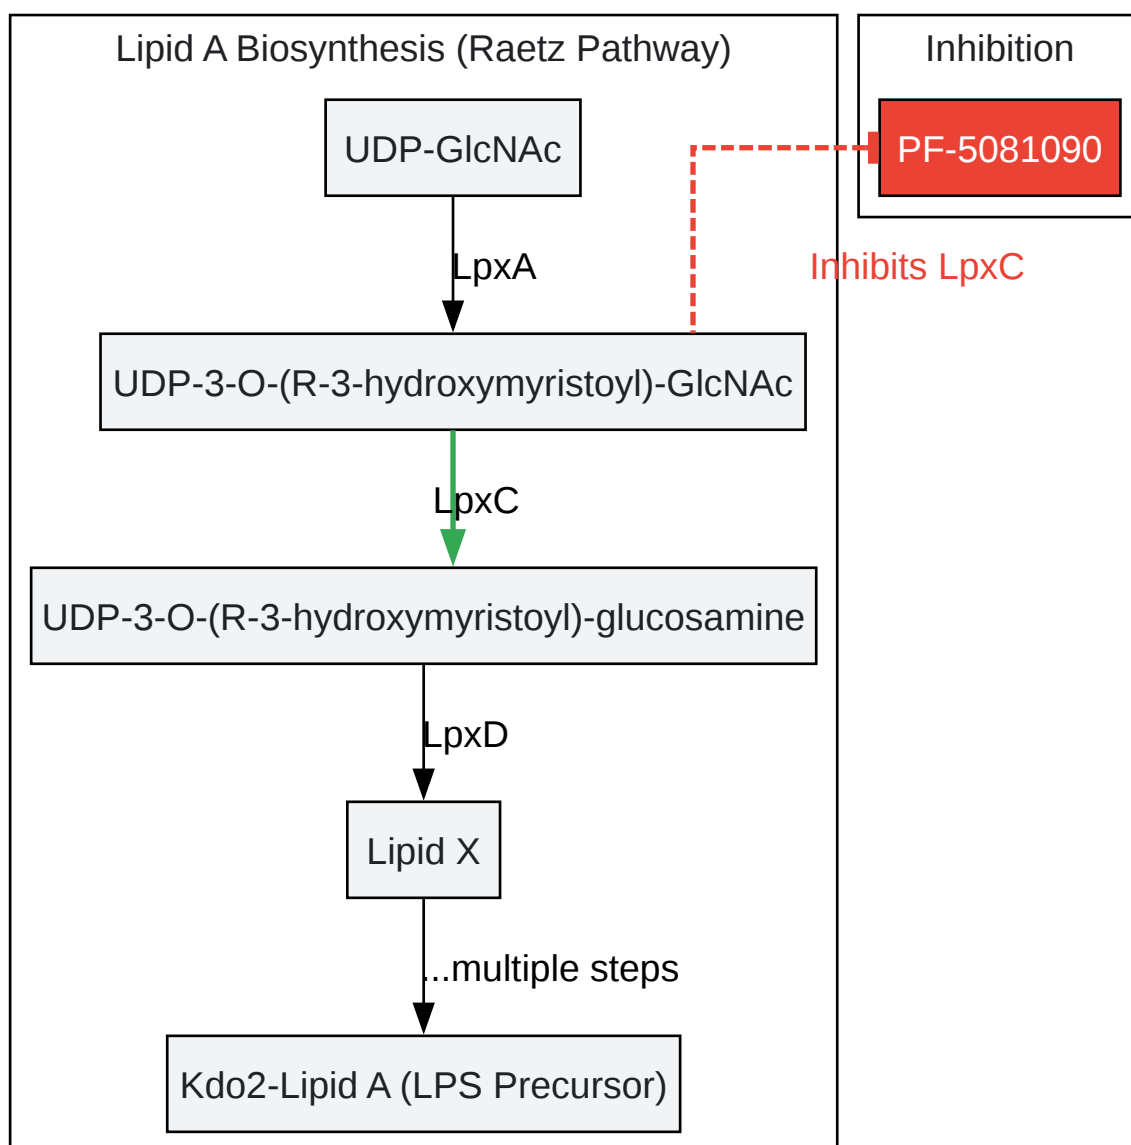 Lipid A Biosynthesis (Raetz Pathway)
Inhibition
UDP-GlcNAc
PF-5081090
LpxA
Inhibits LpxC
UDP-3-O-(R-3-hydroxymyristoyl)-GlcNAc
LpxC
UDP-3-O-(R-3-hydroxymyristoyl)-glucosamine
LpxD
Lipid X
...multiple steps
Kdo2-Lipid A (LPS Precursor)